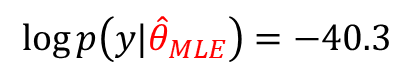 log p(y|θ̂_MLE) = −40.3